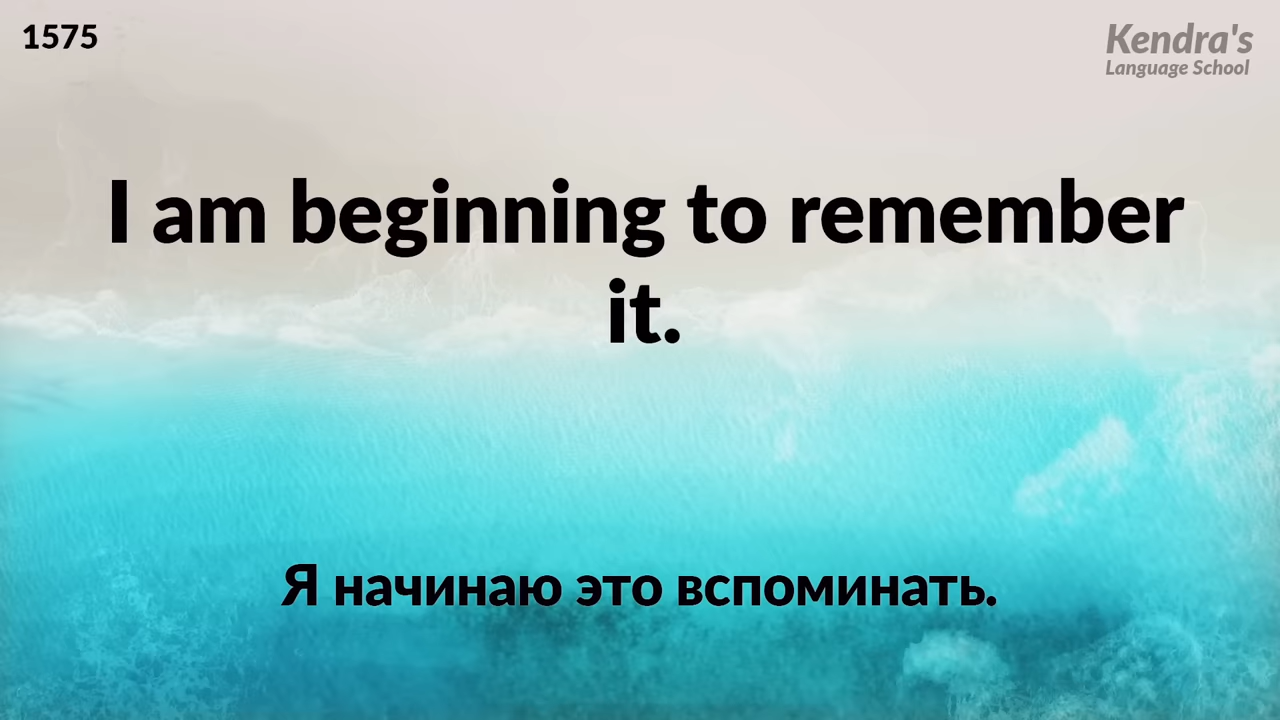 1575
Kendra's
Language School
I am beginning to remember
it.
Я начинаю это вспоминать.